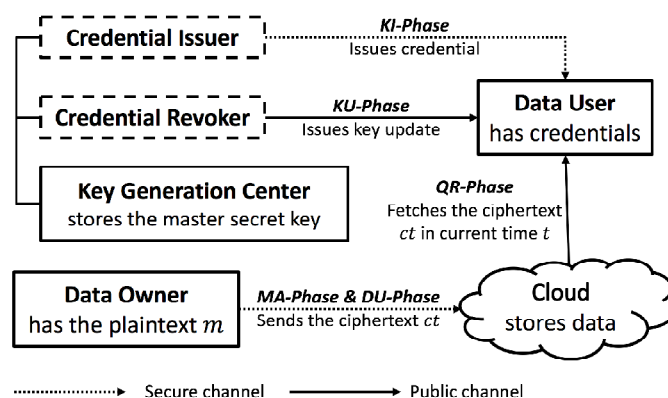 Credential Issuer
KI-Phase
Issues credential
Credential Revoker
KU-Phase
Issues key update
Data User
has credentials
Key Generation Center
stores the master secret key
QR-Phase
Fetches the ciphertext
ct in current time t
Data Owner
has the plaintext m
MA-Phase & DU-Phase
Sends the ciphertext ct
Cloud
stores data
Secure channel
Public channel